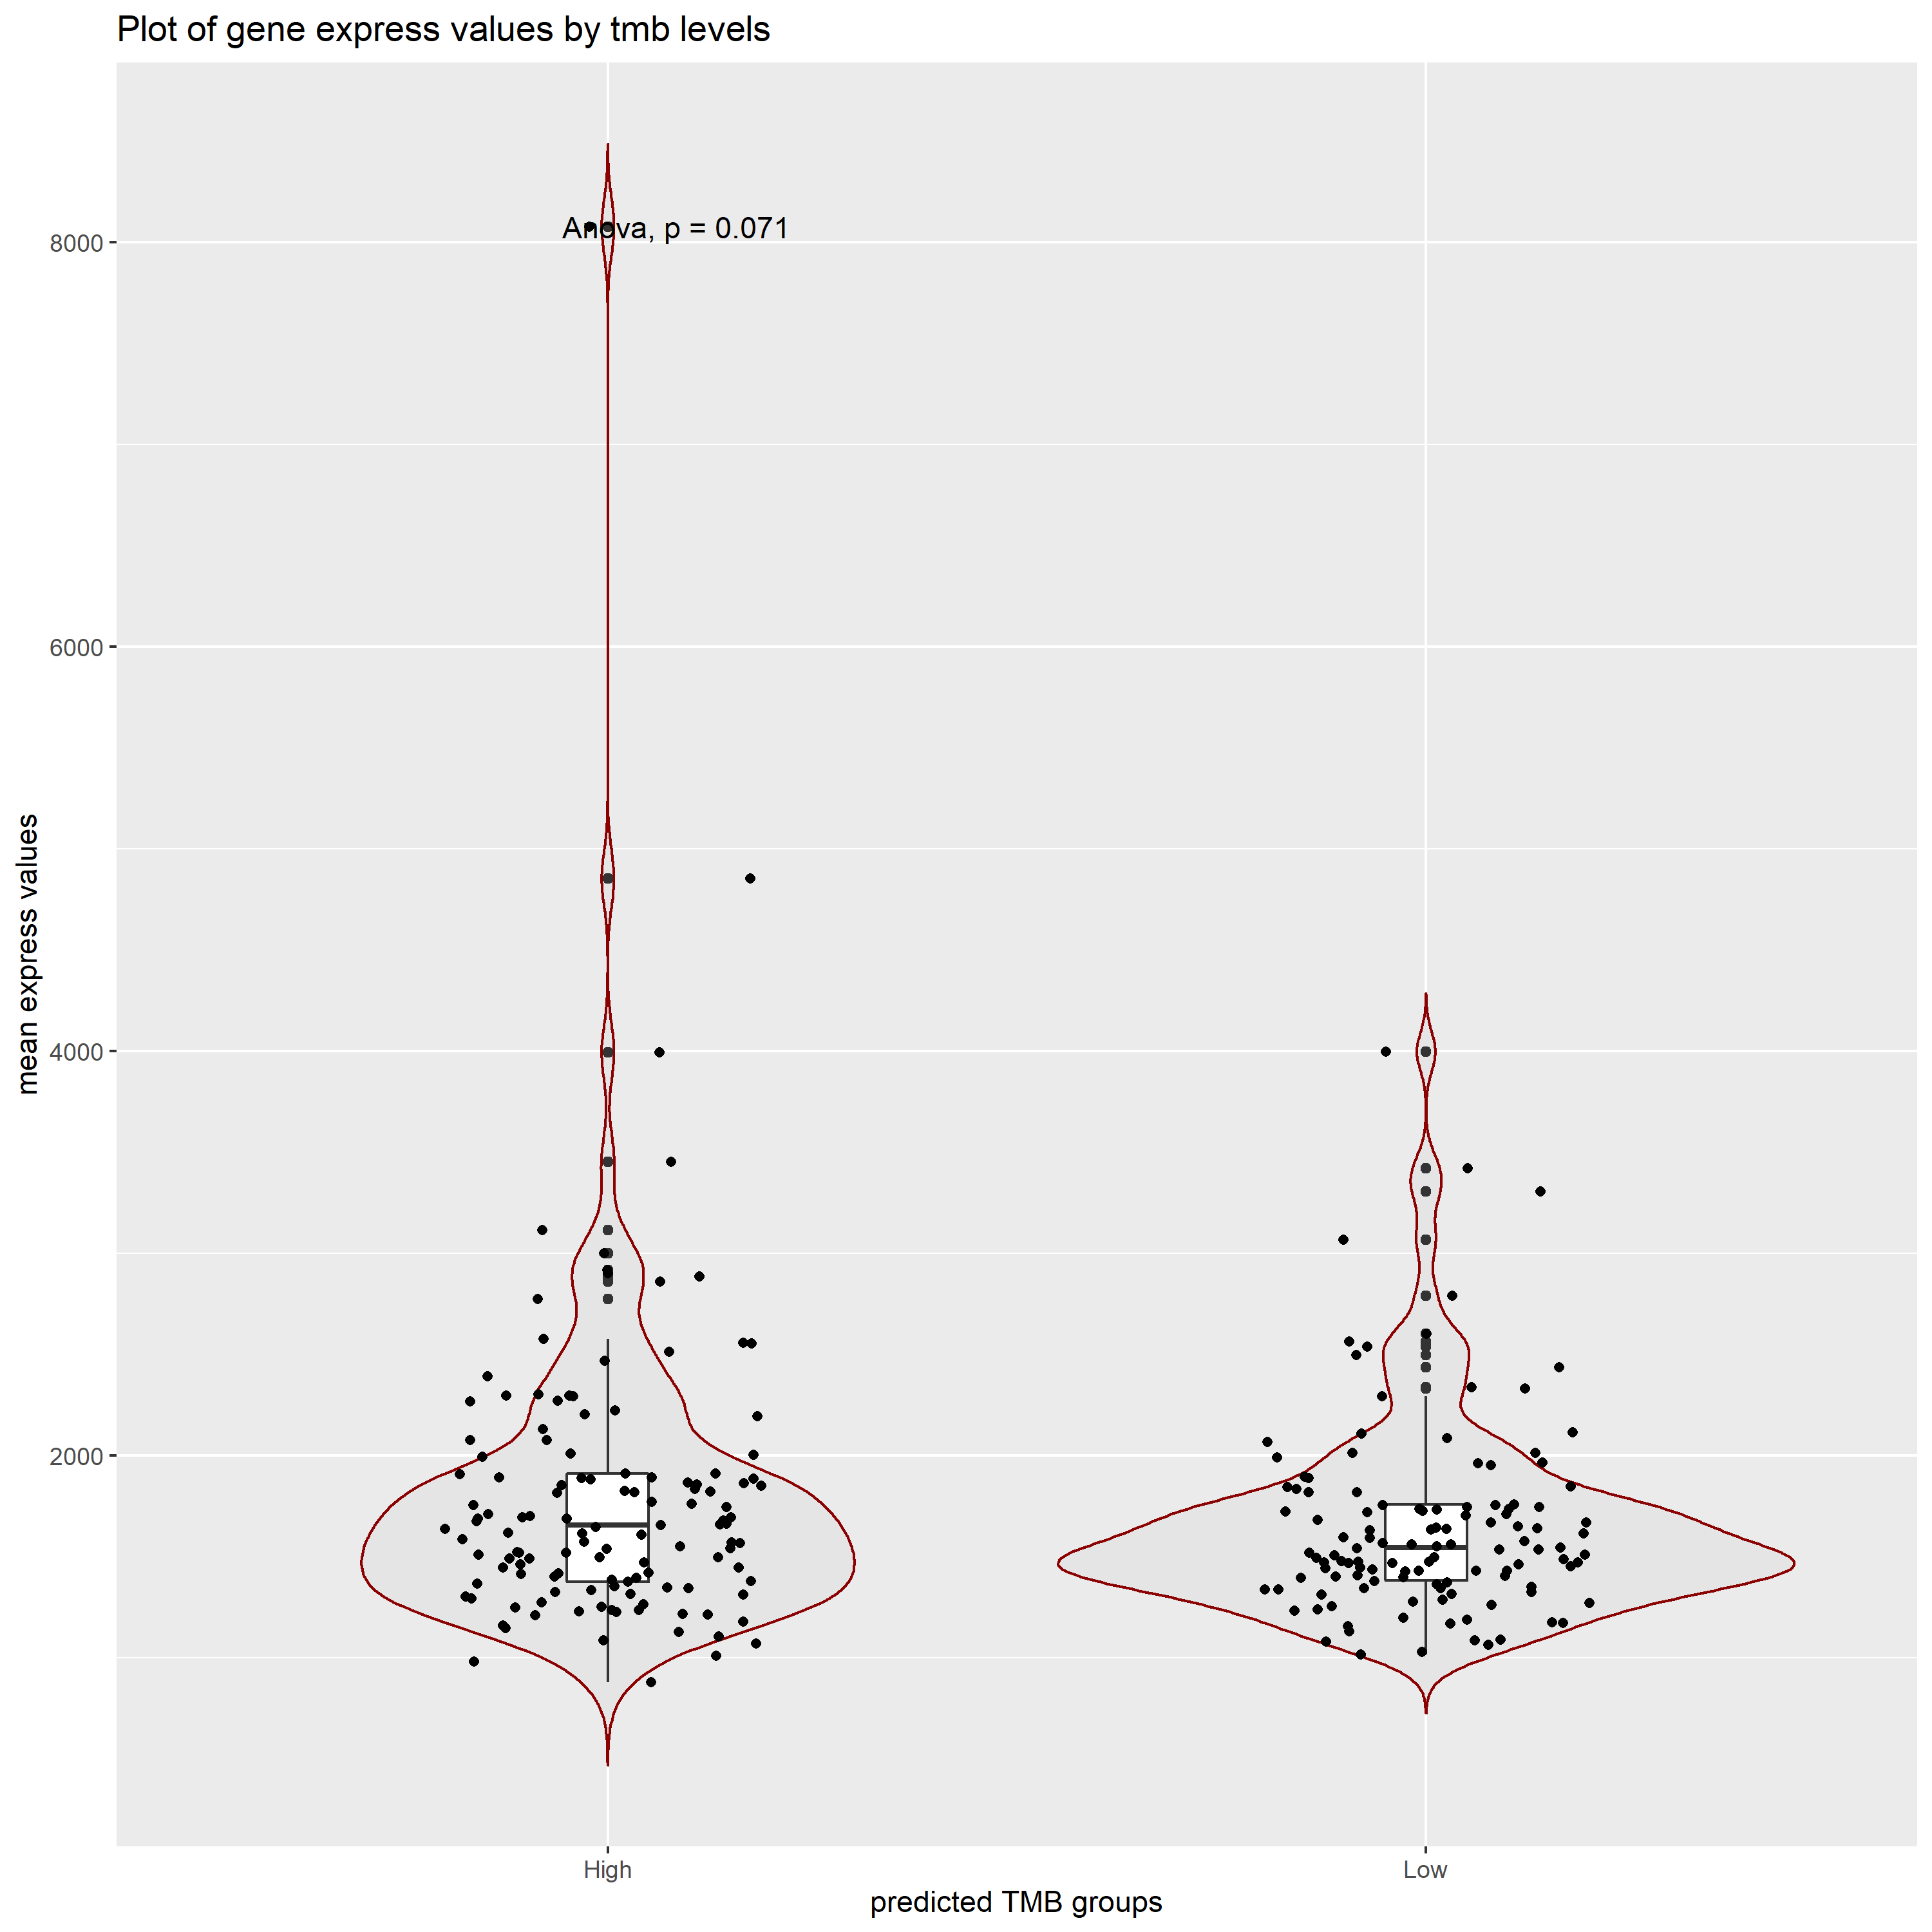 Plot of gene express values by tmb levels
Anova, p = 0.071
8000
6000
4000
2000
mean express values
High
Low
predicted TMB groups